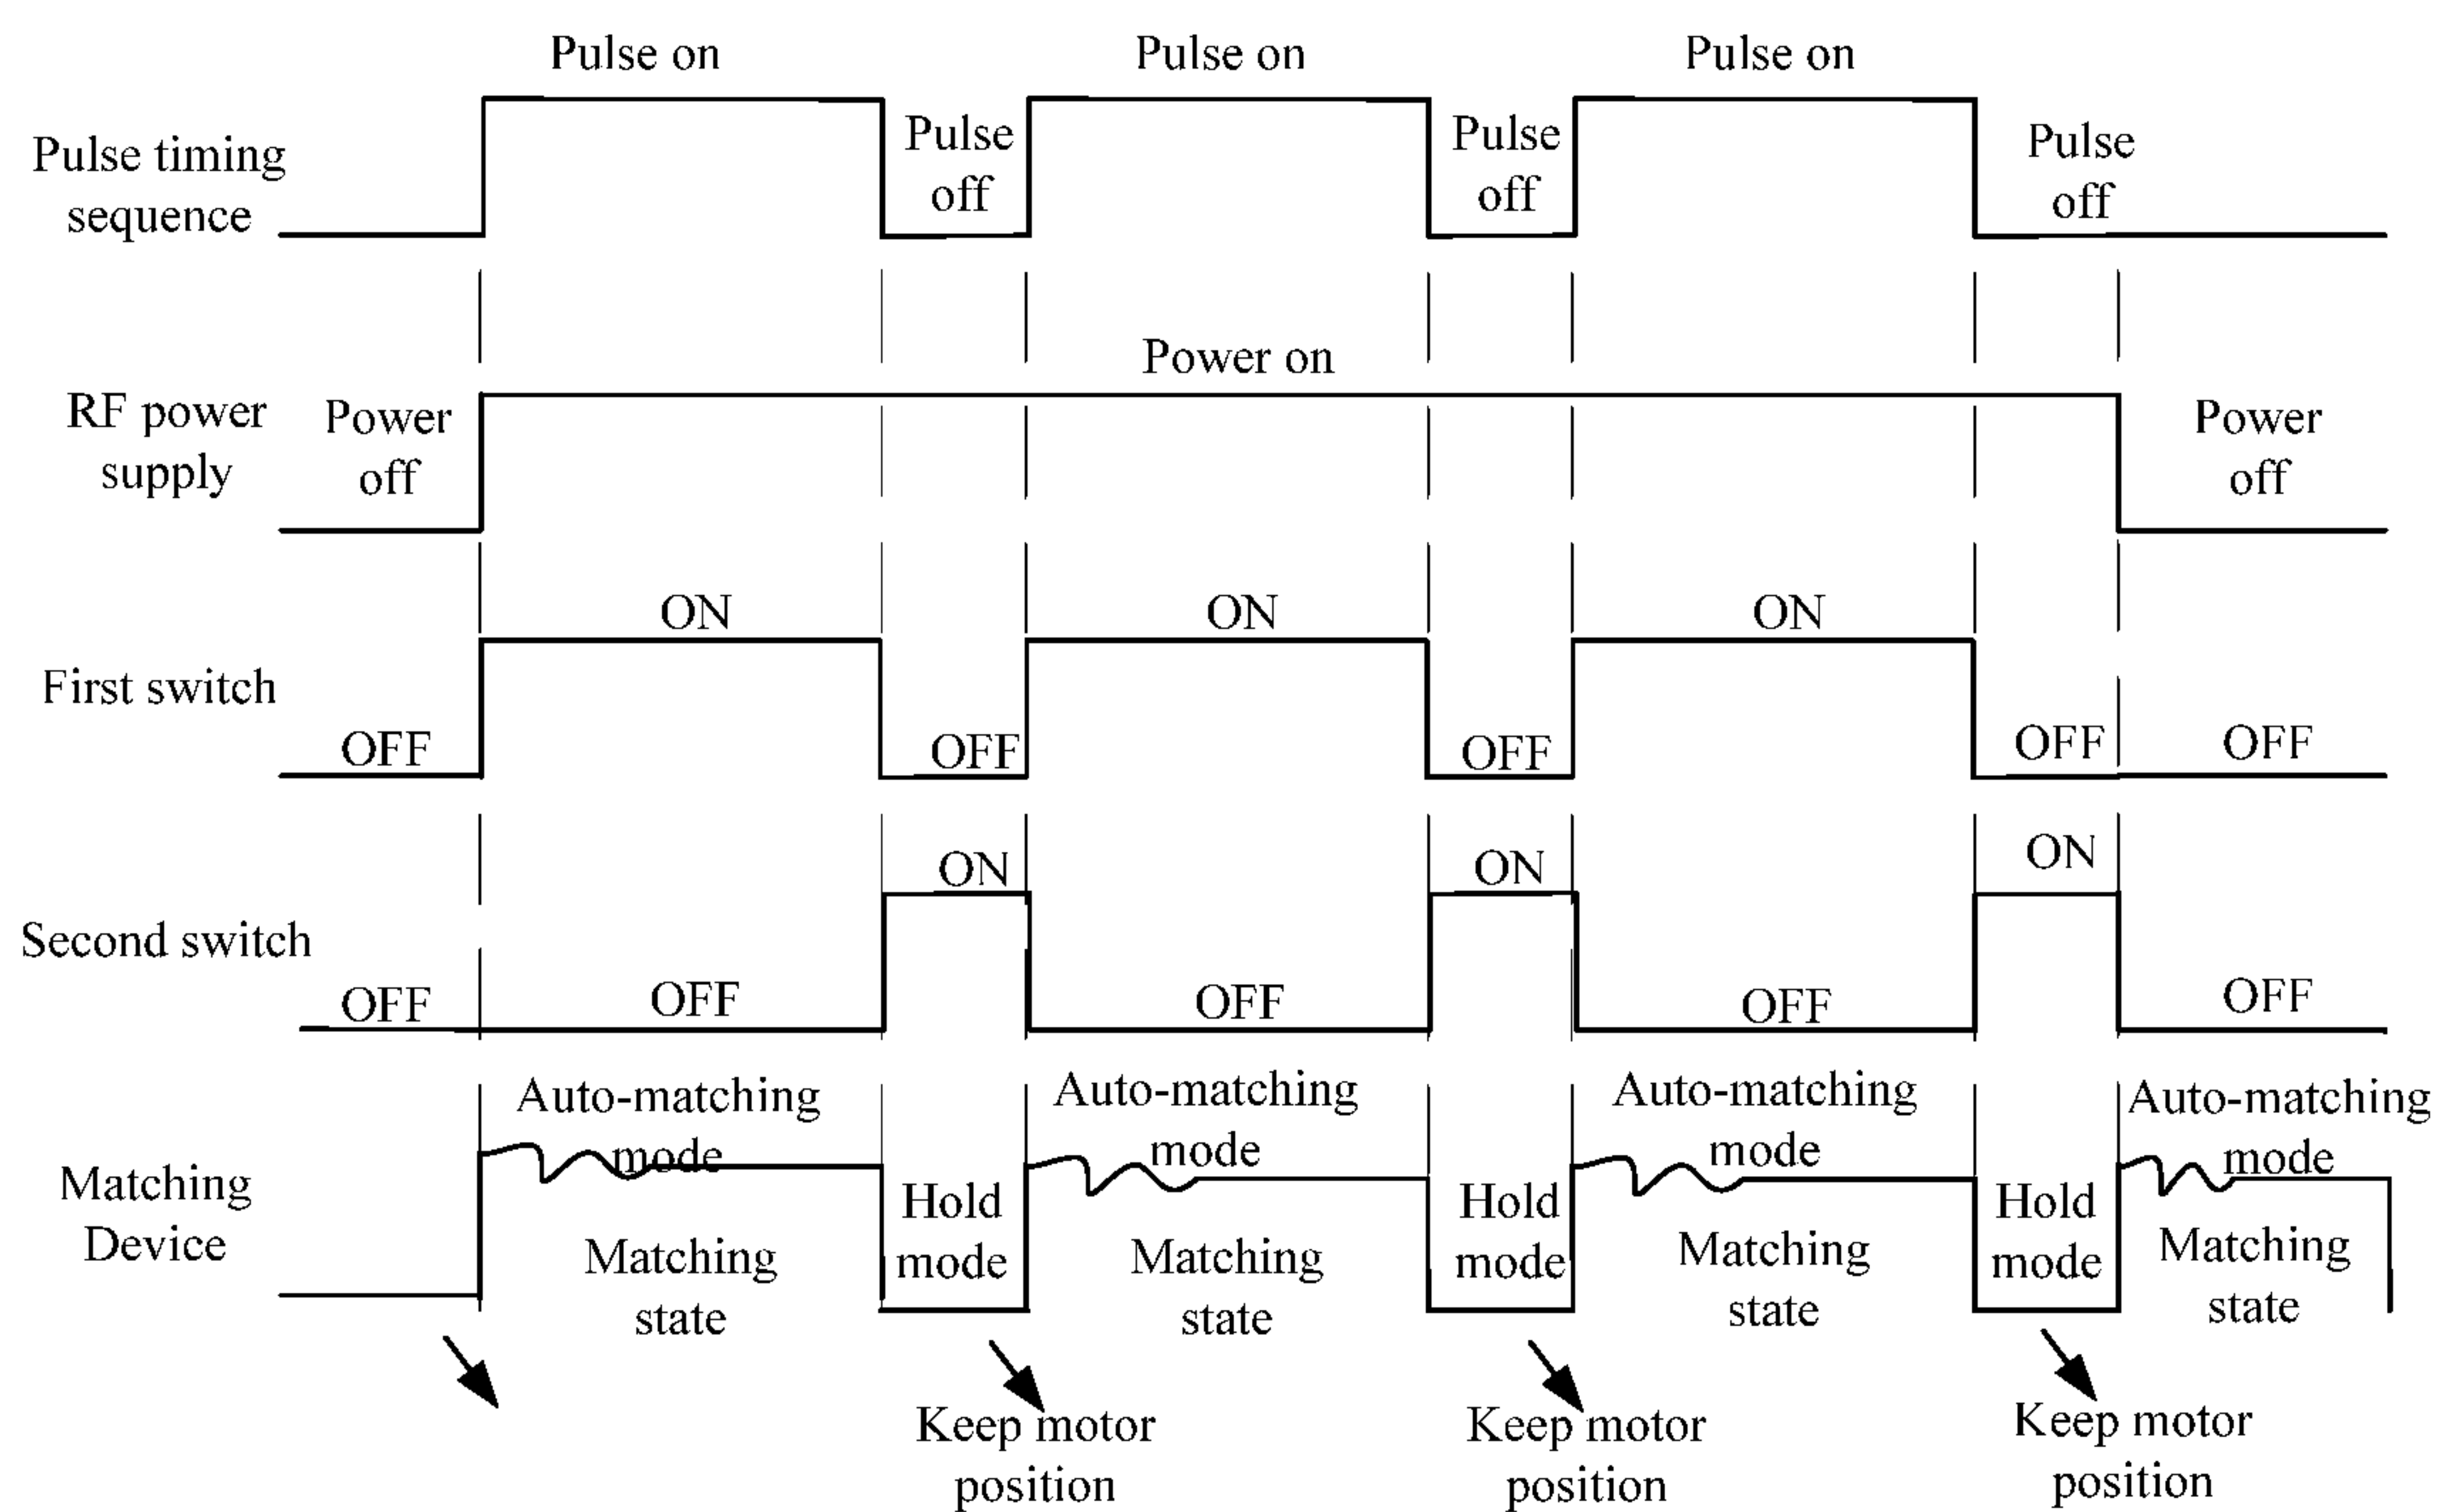 Pulse on
Pulse on
Pulse on
Pulse timing
sequence
Pulse
off
Pulse
off
Pulse
off
Power on
RF power
supply
Power
off
Power
off
ON
ON
ON
First switch
OFF
OFF
OFF
OFF
OFF
ON
ON
ON
Second switch
OFF
OFF
OFF
OFF
OFF
Auto-matching
mode
Auto-matching
mode
Auto-matching
mode
Auto-matching
mode
Matching
Device
Matching
state
Hold
mode
Matching
state
Hold
mode
Matching
state
Hold
mode
Matching
state
Keep motor
position
Keep motor
position
Keep motor
position